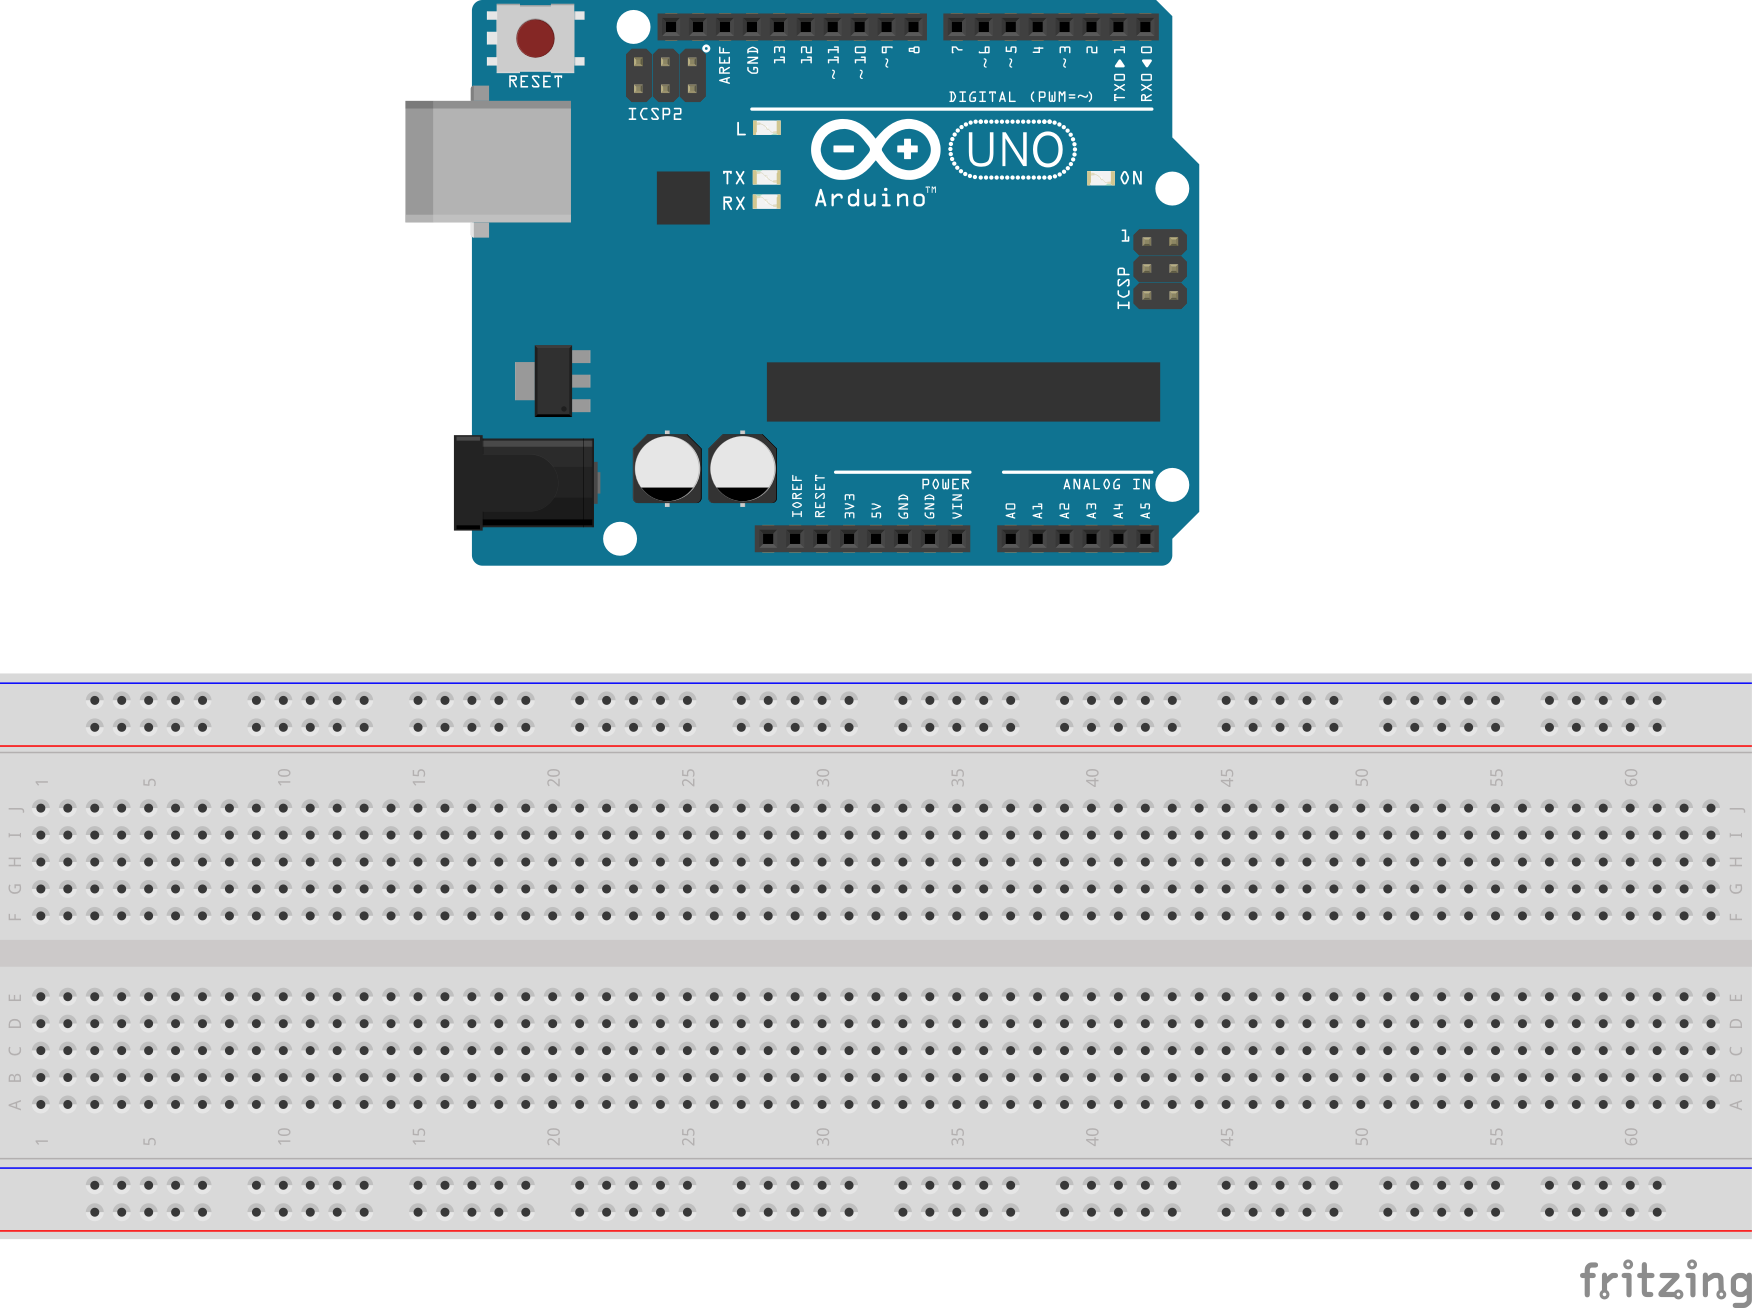 RESET
ICSP2
AREF
GND
13
12
~11
~10
~9
8
7
~6
~5
4
~3
2
TX0▶1
RX0◀0
DIGITAL (PWM=~)
L
TX
RX
Arduino™
UNO
ON
1
ICSP
IOREF
RESET
3V3
5V
GND
GND
VIN
POWER
A0
A1
A2
A3
A4
A5
ANALOG IN
1 5 10 15 20 25 30 35 40 45 50 55 60
J J
I I
H H
G G
F F
E E
D D
C C
B B
A A
1 5 10 15 20 25 30 35 40 45 50 55 60
fritzing